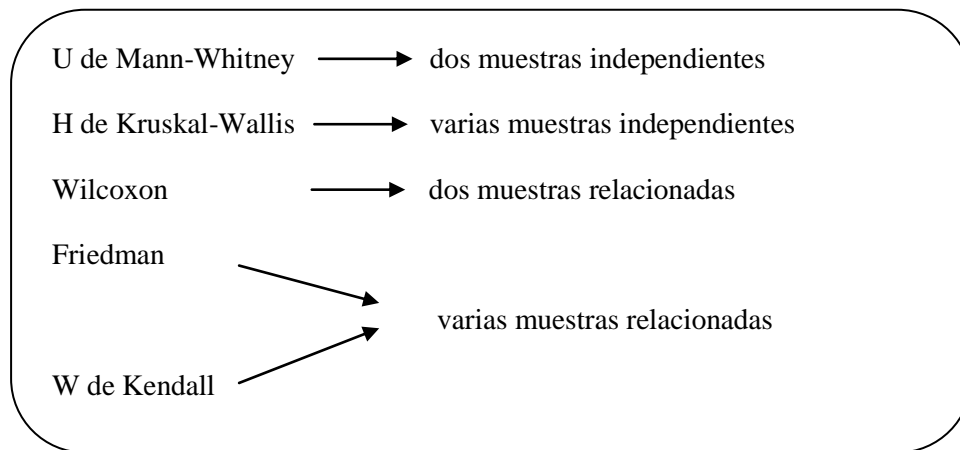 U de Mann-Whitney dos muestras independientes
H de Kruskal-Wallis varias muestras independientes
Wilcoxon dos muestras relacionadas
Friedman
varias muestras relacionadas
W de Kendall